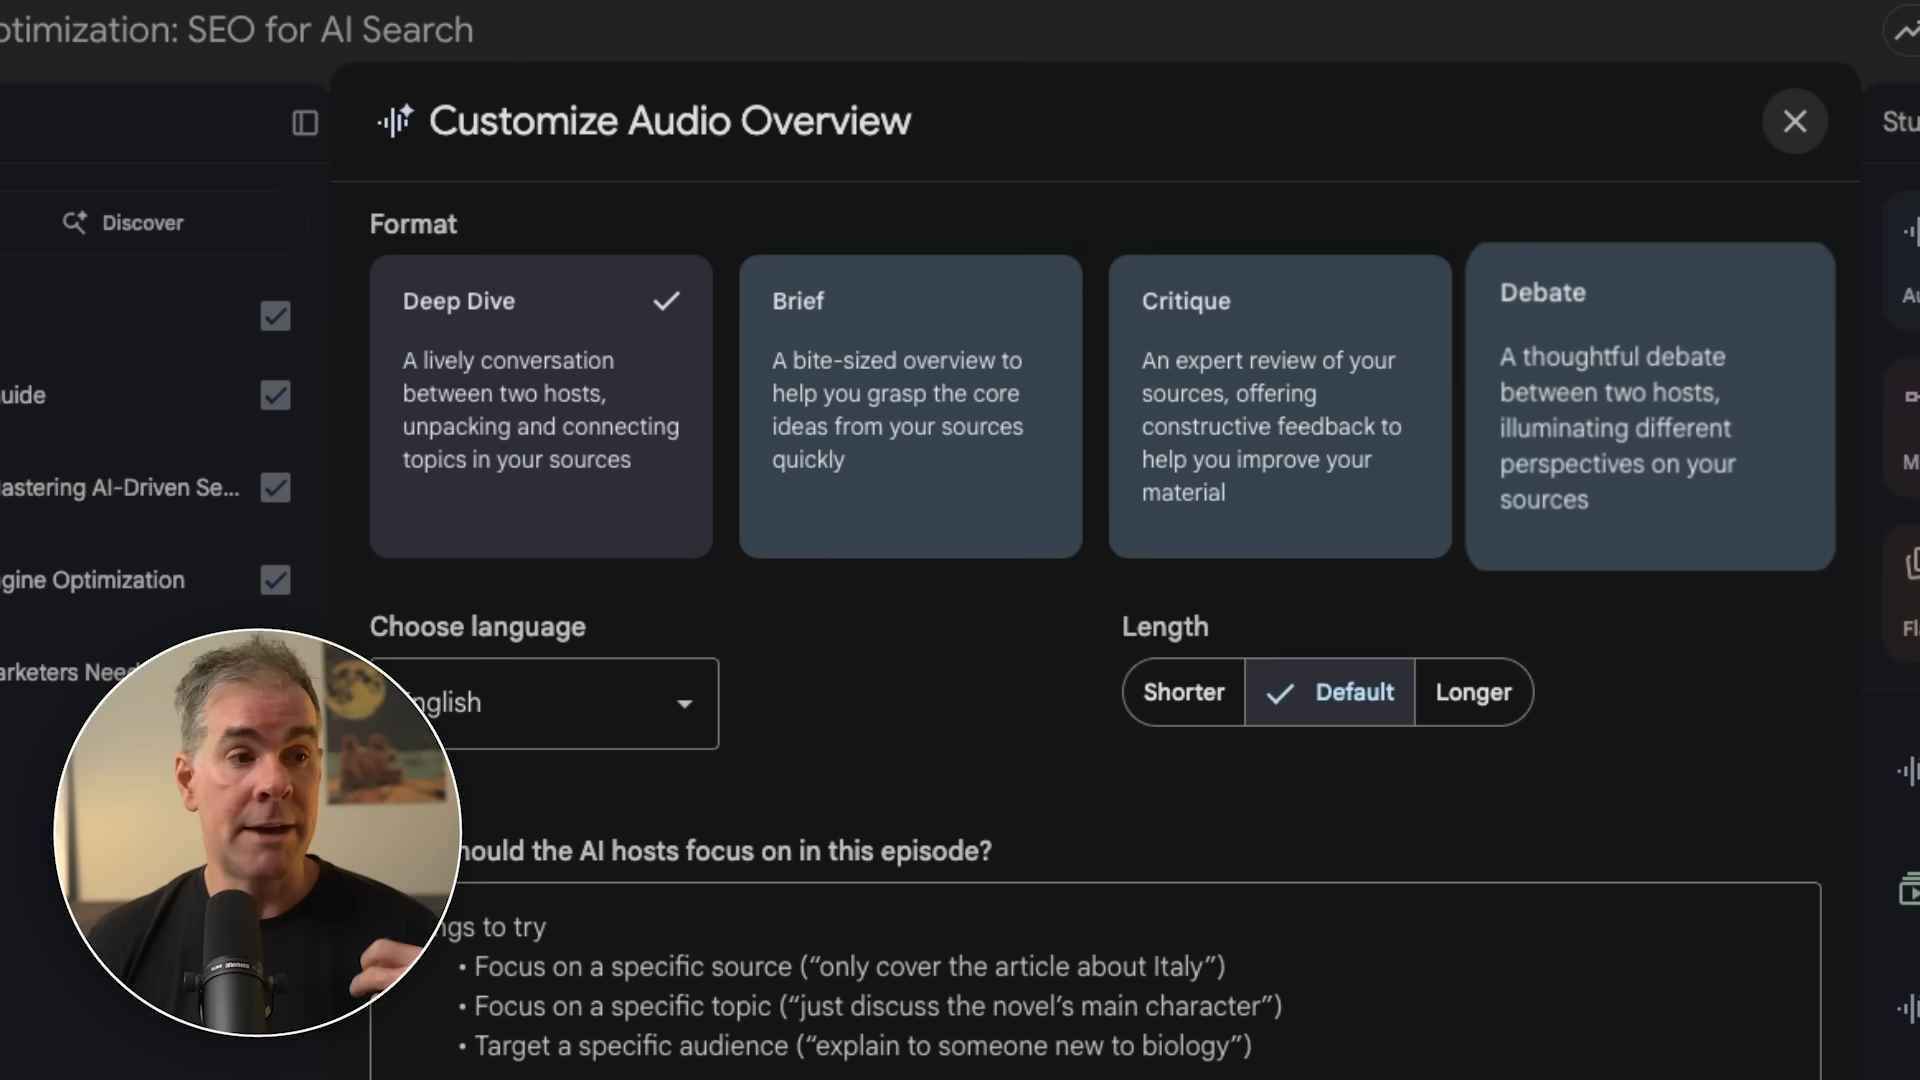 ptimization: SEO for AI Search
Customize Audio Overview
Stu
Discover
Format
Deep Dive
A lively conversation
between two hosts,
unpacking and connecting
topics in your sources
Brief
A bite-sized overview to
help you grasp the core
ideas from your sources
quickly
Critique
An expert review of your
sources, offering
constructive feedback to
help you improve your
material
Debate
A thoughtful debate
between two hosts,
illuminating different
perspectives on your
sources
Au
uide
M
astering AI-Driven Se...
gine Optimization
arketers Need
Fl
Choose language
nglish
Length
Shorter
Default
Longer
hould the AI hosts focus on in this episode?
ngs to try
• Focus on a specific source (“only cover the article about Italy”)
• Focus on a specific topic (“just discuss the novel’s main character”)
• Target a specific audience (“explain to someone new to biology”)